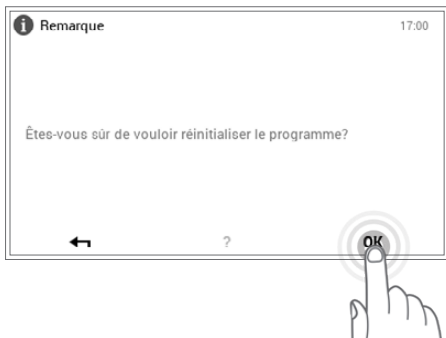 i Remarque 17:00
Êtes-vous sûr de vouloir réinitialiser le programme?
? OK